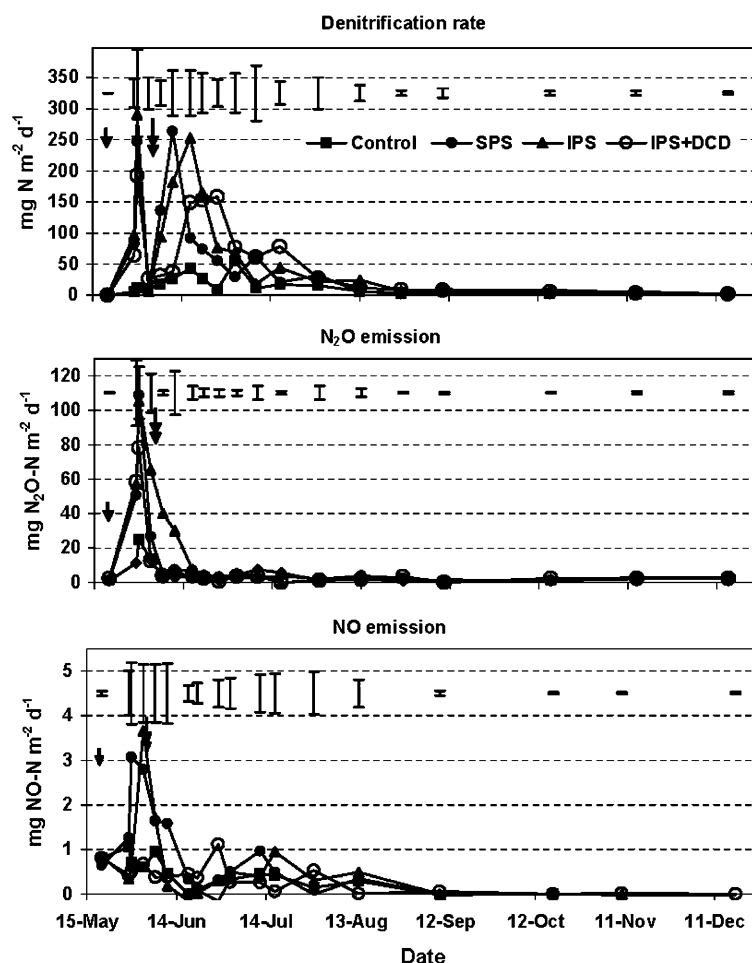 Denitrification rate
mg N m-2 d-1
350
300
250
200
150
100
50
0
Control SPS IPS IPS+DCD
N2O emission
mg N2O-N m-2 d-1
120
100
80
60
40
20
0
NO emission
mg NO-N m-2 d-1
5
4
3
2
1
0
15-May 14-Jun 14-Jul 13-Aug 12-Sep 12-Oct 11-Nov 11-Dec
Date